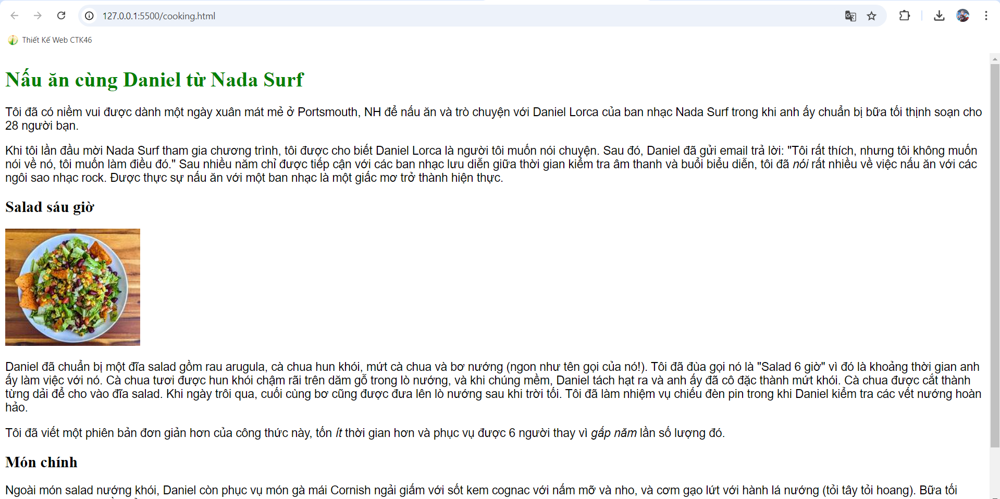 127.0.0.1:5500/cooking.html
Thiết Kế Web CTK46
Nấu ăn cùng Daniel từ Nada Surf
Tôi đã có niềm vui được dành một ngày xuân mát mẻ ở Portsmouth, NH để nấu ăn và trò chuyện với Daniel Lorca của ban nhạc Nada Surf trong khi anh ấy chuẩn bị bữa tối thịnh soạn cho
28 người bạn.
Khi tôi lần đầu mời Nada Surf tham gia chương trình, tôi được cho biết Daniel Lorca là người tôi muốn nói chuyện. Sau đó, Daniel đã gửi email trả lời: "Tôi rất thích, nhưng tôi không muốn
nói về nó, tôi muốn làm điều đó." Sau nhiều năm chỉ được tiếp cận với các ban nhạc lưu diễn giữa thời gian kiểm tra âm thanh và buổi biểu diễn, tôi đã nói rất nhiều về việc nấu ăn với các
ngôi sao nhạc rock. Được thực sự nấu ăn với một ban nhạc là một giấc mơ trở thành hiện thực.
Salad sáu giờ
Daniel đã chuẩn bị một đĩa salad gồm rau arugula, cà chua hun khói, mứt cà chua và bơ nướng (ngon như tên gọi của nó!). Tôi đã đùa gọi nó là "Salad 6 giờ" vì đó là khoảng thời gian anh
ấy làm việc với nó. Cà chua tươi được hun khói chậm rãi trên dăm gỗ trong lò nướng, và khi chúng mềm, Daniel tách hạt ra và anh ấy đã cô đặc thành mứt khói. Cà chua được cắt thành
từng dải để cho vào đĩa salad. Khi ngày trôi qua, cuối cùng bơ cũng được đưa lên lò nướng sau khi trời tối. Tôi đã làm nhiệm vụ chiếu đèn pin trong khi Daniel kiểm tra các vết nướng hoàn
hảo.
Tôi đã viết một phiên bản đơn giản hơn của công thức này, tốn ít thời gian hơn và phục vụ được 6 người thay vì gấp năm lần số lượng đó.
Món chính
Ngoài món salad nướng khói, Daniel còn phục vụ món gà mái Cornish ngải giấm với sốt kem cognac với nấm mỡ và nho, và cơm gạo lứt với hành lá nướng (tỏi tây tỏi hoang). Bữa tối